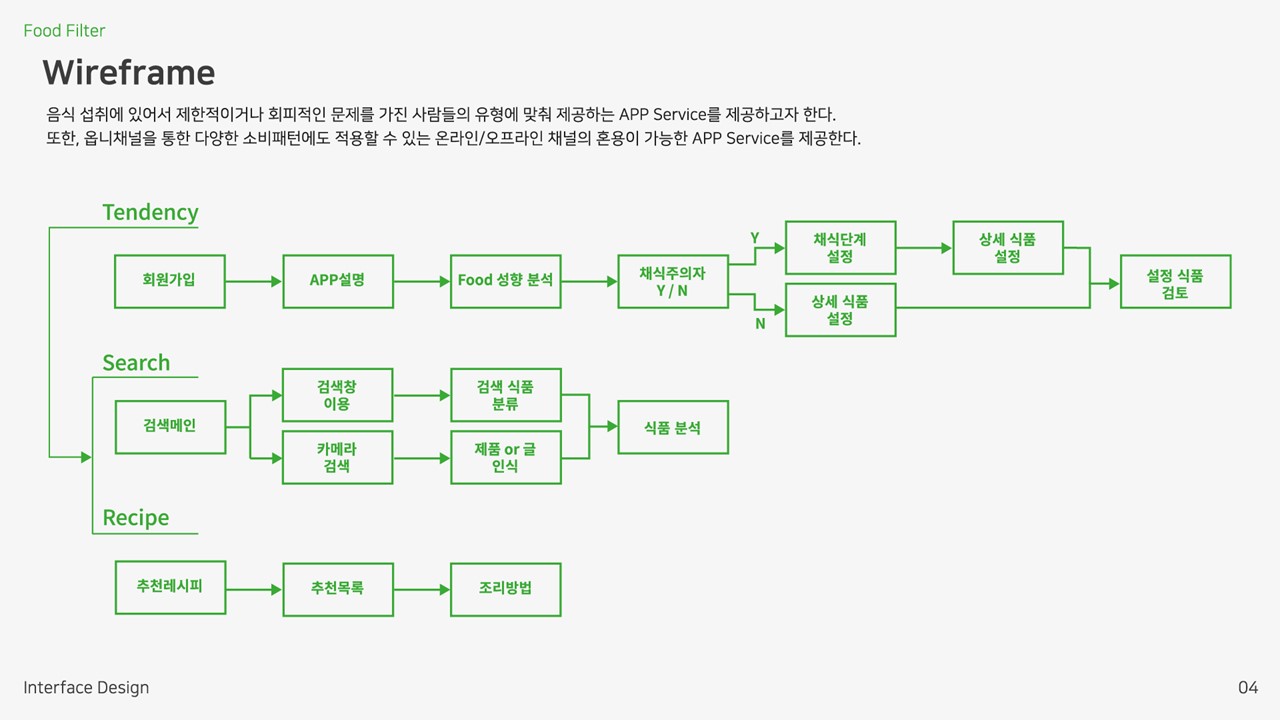 Food Filter
Wireframe
음식 섭취에 있어서 제한적이거나 회피적인 문제를 가진 사람들의 유형에 맞춰 제공하는 APP Service를 제공하고자 한다.
또한, 옵니채널을 통한 다양한 소비패턴에도 적용할 수 있는 온라인/오프라인 채널의 혼용이 가능한 APP Service를 제공한다.
Tendency
회원가입
APP설명
Food 성향 분석
채식주의자
Y / N
Y
채식단계
설정
상세 식품
설정
N
상세 식품
설정
설정 식품
검토
Search
검색메인
검색창
이용
검색 식품
분류
카메라
검색
제품 or 글
인식
식품 분석
Recipe
추천레시피
추천목록
조리방법
Interface Design
04